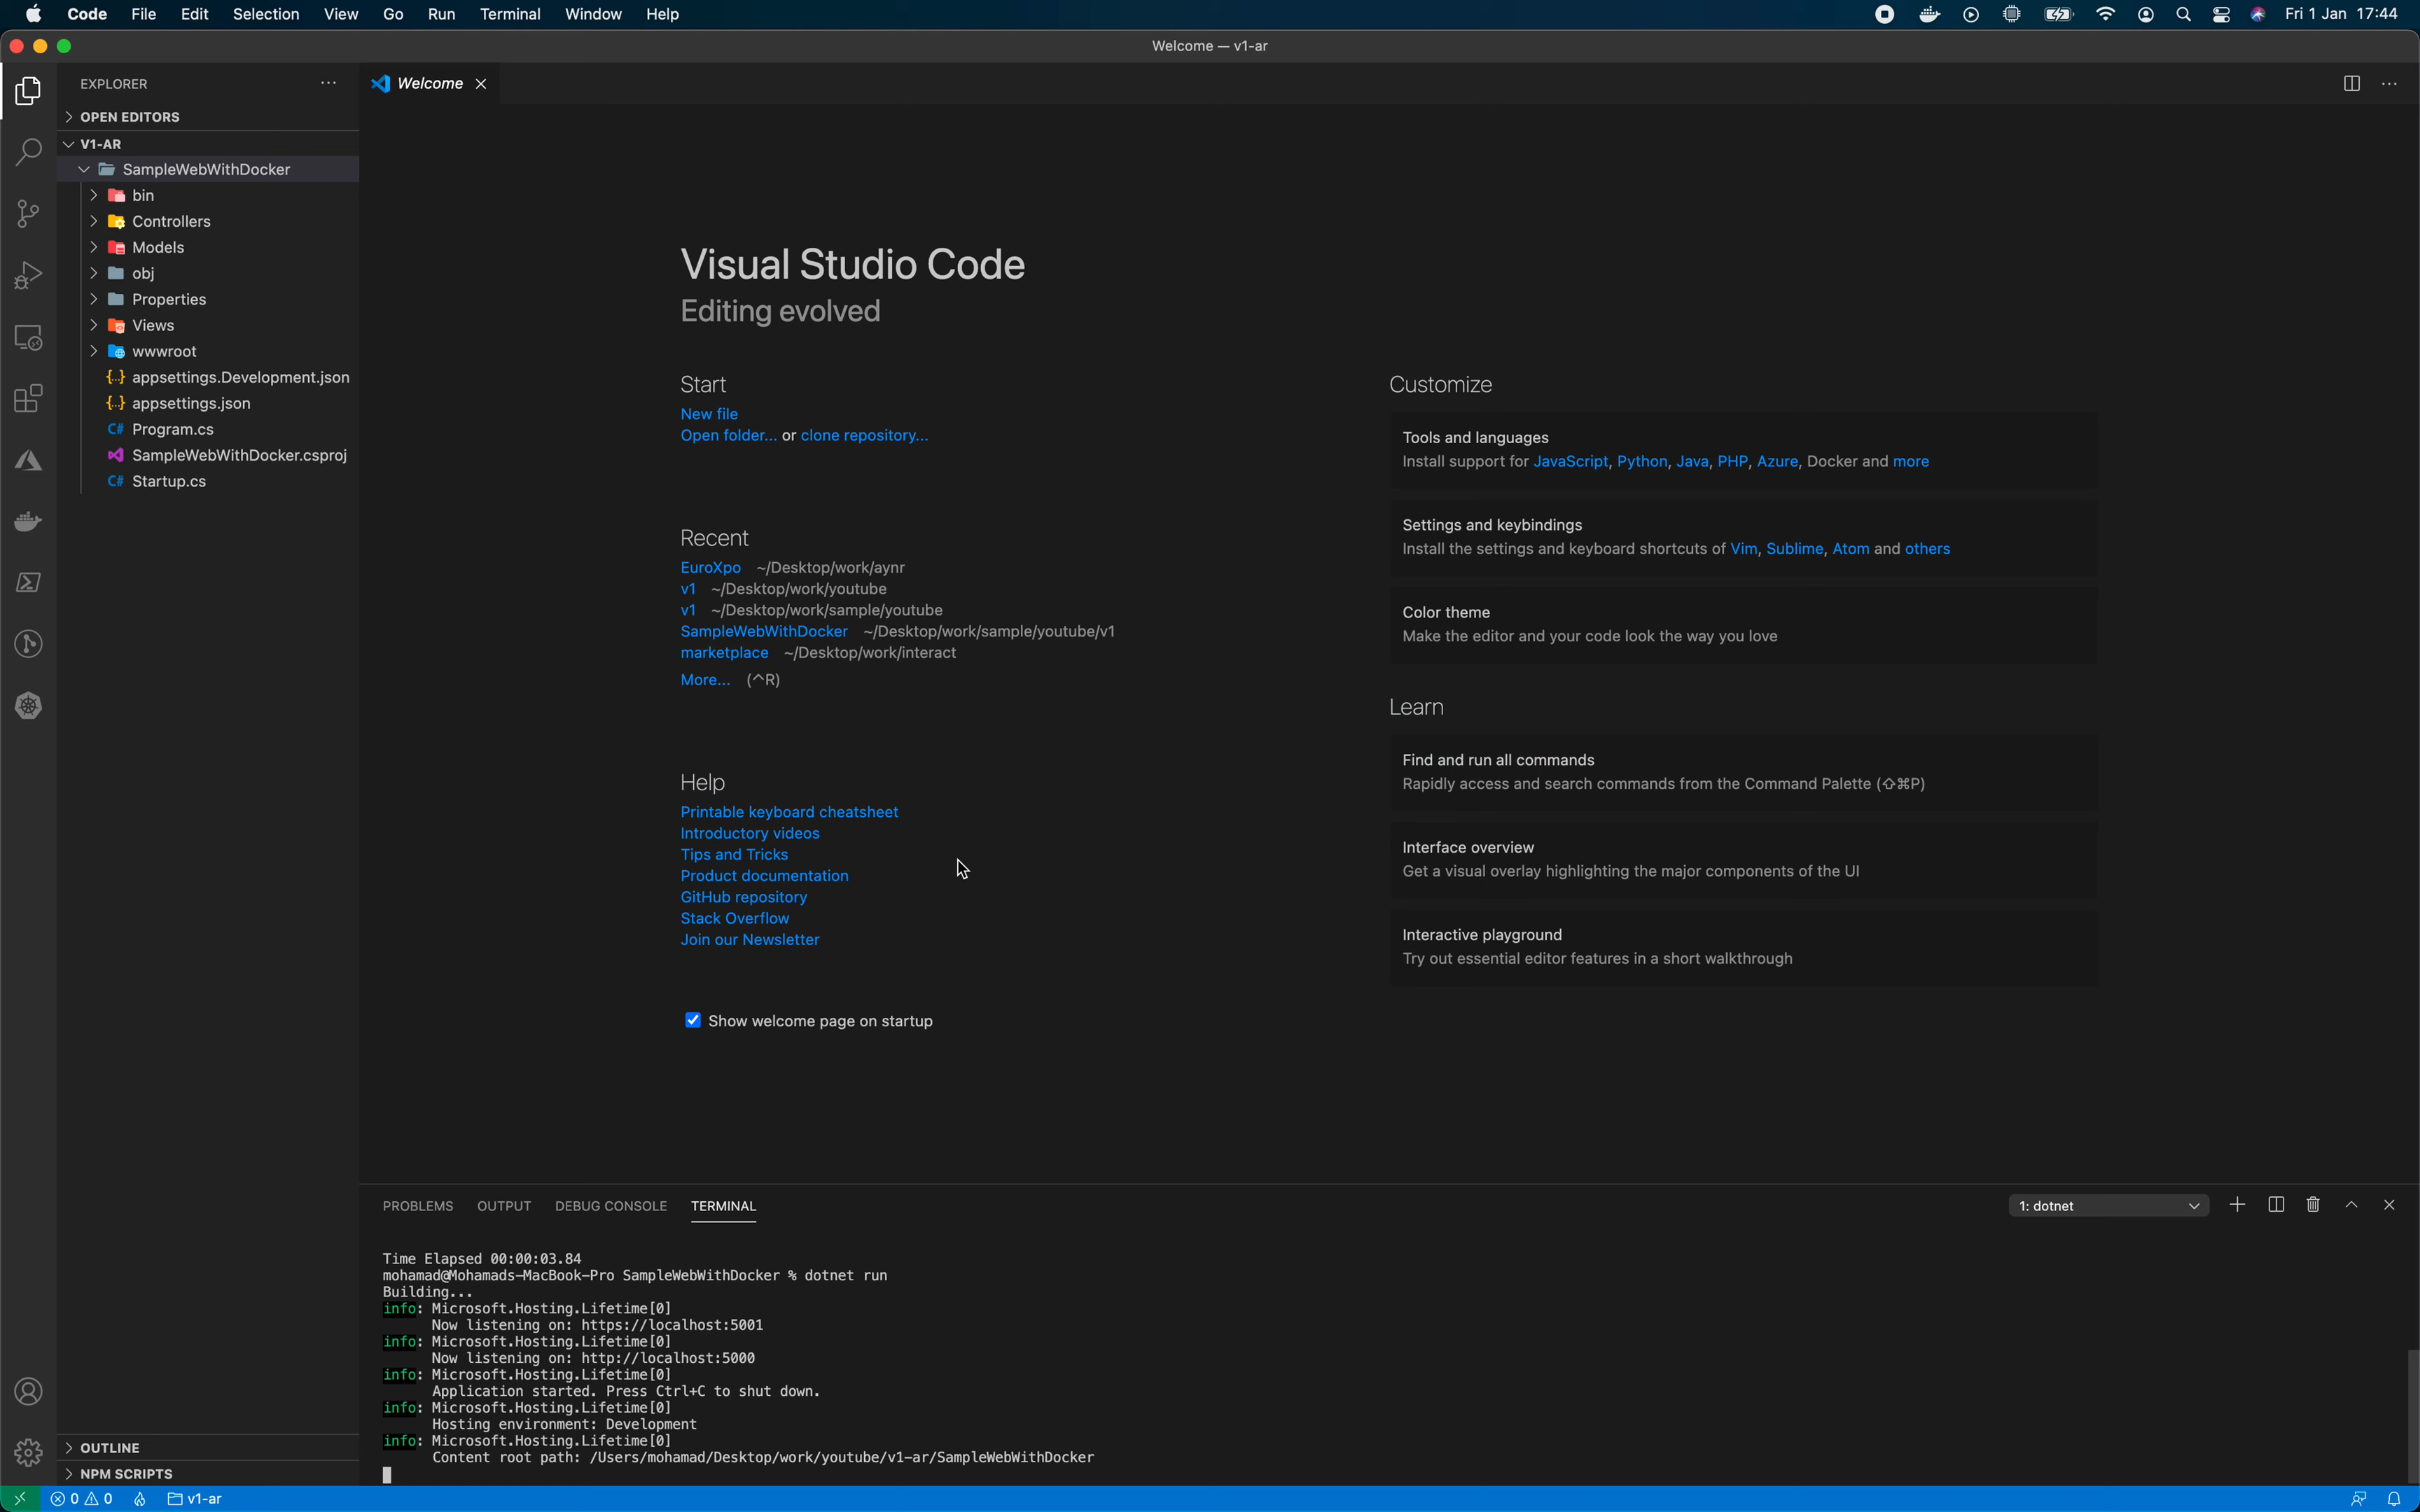 Code File Edit Selection View Go Run Terminal Window Help
Fri 1 Jan 17:44
Welcome — v1-ar
EXPLORER
OPEN EDITORS
V1-AR
SampleWebWithDocker
bin
Controllers
Models
obj
Properties
Views
wwwroot
{..} appsettings.Development.json
{..} appsettings.json
C# Program.cs
SampleWebWithDocker.csproj
C# Startup.cs
OUTLINE
NPM SCRIPTS
Welcome
Visual Studio Code
Editing evolved
Start
New file
Open folder... or clone repository...
Recent
EuroXpo ~/Desktop/work/aynr
v1 ~/Desktop/work/youtube
v1 ~/Desktop/work/sample/youtube
SampleWebWithDocker ~/Desktop/work/sample/youtube/v1
marketplace ~/Desktop/work/interact
More... (^R)
Help
Printable keyboard cheatsheet
Introductory videos
Tips and Tricks
Product documentation
GitHub repository
Stack Overflow
Join our Newsletter
Show welcome page on startup
Customize
Tools and languages
Install support for JavaScript, Python, Java, PHP, Azure, Docker and more
Settings and keybindings
Install the settings and keyboard shortcuts of Vim, Sublime, Atom and others
Color theme
Make the editor and your code look the way you love
Learn
Find and run all commands
Rapidly access and search commands from the Command Palette (⇧⌘P)
Interface overview
Get a visual overlay highlighting the major components of the UI
Interactive playground
Try out essential editor features in a short walkthrough
PROBLEMS OUTPUT DEBUG CONSOLE TERMINAL
1: dotnet
Time Elapsed 00:00:03.84
mohamad@Mohamads-MacBook-Pro SampleWebWithDocker % dotnet run
Building...
info: Microsoft.Hosting.Lifetime[0]
Now listening on: https://localhost:5001
info: Microsoft.Hosting.Lifetime[0]
Now listening on: http://localhost:5000
info: Microsoft.Hosting.Lifetime[0]
Application started. Press Ctrl+C to shut down.
info: Microsoft.Hosting.Lifetime[0]
Hosting environment: Development
info: Microsoft.Hosting.Lifetime[0]
Content root path: /Users/mohamad/Desktop/work/youtube/v1-ar/SampleWebWithDocker
0 0 v1-ar